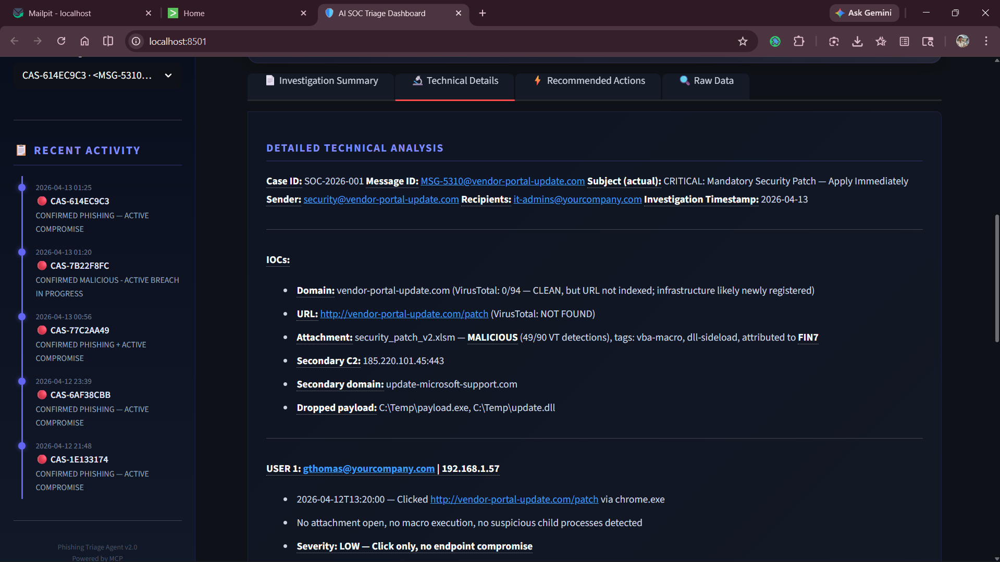 Mailpit - localhost
Home
AI SOC Triage Dashboard
Ask Gemini
localhost:8501
CAS-614EC9C3 · <MSG-5310...
RECENT ACTIVITY
2026-04-13 01:25
CAS-614EC9C3
CONFIRMED PHISHING — ACTIVE
COMPROMISE
2026-04-13 01:20
CAS-7B22F8FC
CONFIRMED MALICIOUS - ACTIVE BREACH
IN PROGRESS
2026-04-13 00:56
CAS-77C2AA49
CONFIRMED PHISHING + ACTIVE
COMPROMISE
2026-04-12 23:39
CAS-6AF38CBB
CONFIRMED PHISHING — ACTIVE
COMPROMISE
2026-04-12 21:48
CAS-1E133174
CONFIRMED PHISHING — ACTIVE
COMPROMISE
Phishing Triage Agent v2.0
Powered by MCP
Investigation Summary
Technical Details
Recommended Actions
Raw Data
DETAILED TECHNICAL ANALYSIS
Case ID: SOC-2026-001 Message ID: MSG-5310@vendor-portal-update.com Subject (actual): CRITICAL: Mandatory Security Patch — Apply Immediately
Sender: security@vendor-portal-update.com Recipients: it-admins@yourcompany.com Investigation Timestamp: 2026-04-13
IOCs:
Domain: vendor-portal-update.com (VirusTotal: 0/94 — CLEAN, but URL not indexed; infrastructure likely newly registered)
URL: http://vendor-portal-update.com/patch (VirusTotal: NOT FOUND)
Attachment: security_patch_v2.xlsm — MALICIOUS (49/90 VT detections), tags: vba-macro, dll-sideload, attributed to FIN7
Secondary C2: 185.220.101.45:443
Secondary domain: update-microsoft-support.com
Dropped payload: C:\Temp\payload.exe, C:\Temp\update.dll
USER 1: gthomas@yourcompany.com | 192.168.1.57
2026-04-12T13:20:00 — Clicked http://vendor-portal-update.com/patch via chrome.exe
No attachment open, no macro execution, no suspicious child processes detected
Severity: LOW — Click only, no endpoint compromise